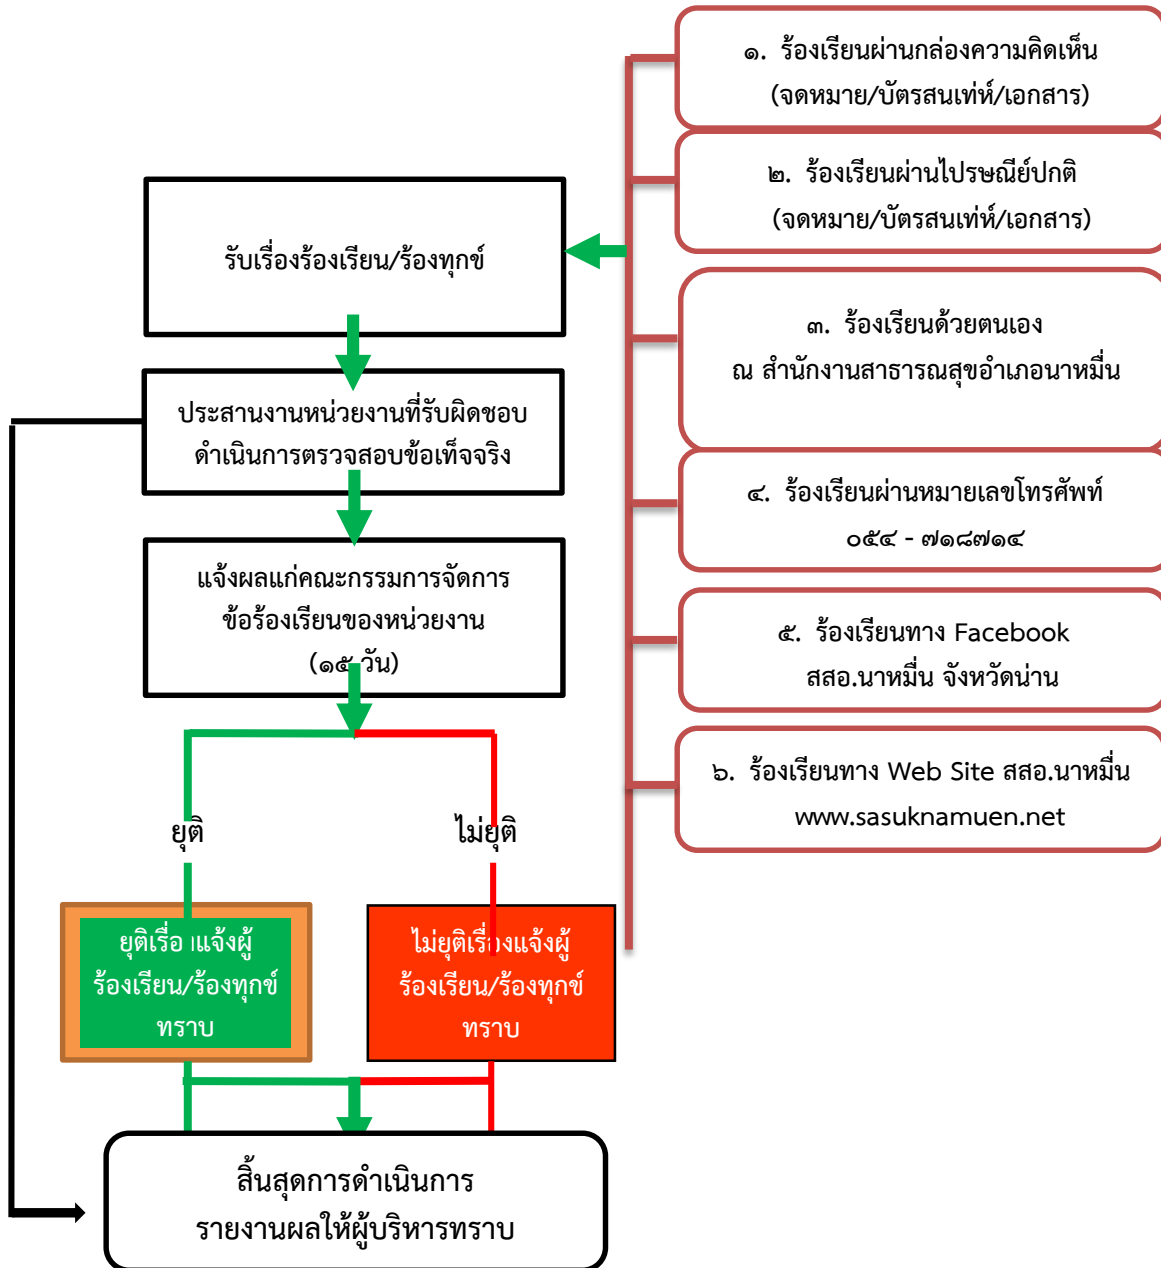 ๑. ร้องเรียนผ่านกล่องความคิดเห็น
(จดหมาย/บัตรสนเท่ห์/เอกสาร)
๒. ร้องเรียนผ่านไปรษณีย์ปกติ
(จดหมาย/บัตรสนเท่ห์/เอกสาร)
รับเรื่องร้องเรียน/ร้องทุกข์
๓. ร้องเรียนด้วยตนเอง
ณ สำนักงานสาธารณสุขอำเภอนาหมื่น
ประสานงานหน่วยงานที่รับผิดชอบ
ดำเนินการตรวจสอบข้อเท็จจริง
๔. ร้องเรียนผ่านหมายเลขโทรศัพท์
๐๕๔ - ๗๑๘๗๑๔
แจ้งผลแก่คณะกรรมการจัดการ
ข้อร้องเรียนของหน่วยงาน
(๑๕ วัน)
๕. ร้องเรียนทาง Facebook
สสอ.นาหมื่น จังหวัดน่าน
๖. ร้องเรียนทาง Web Site สสอ.นาหมื่น
www.sasuknamuen.net
ยุติ
ไม่ยุติ
ยุติเรื่องแจ้งผู้
ร้องเรียน/ร้องทุกข์
ทราบ
ไม่ยุติเรื่องแจ้งผู้
ร้องเรียน/ร้องทุกข์
ทราบ
สิ้นสุดการดำเนินการ
รายงานผลให้ผู้บริหารทราบ